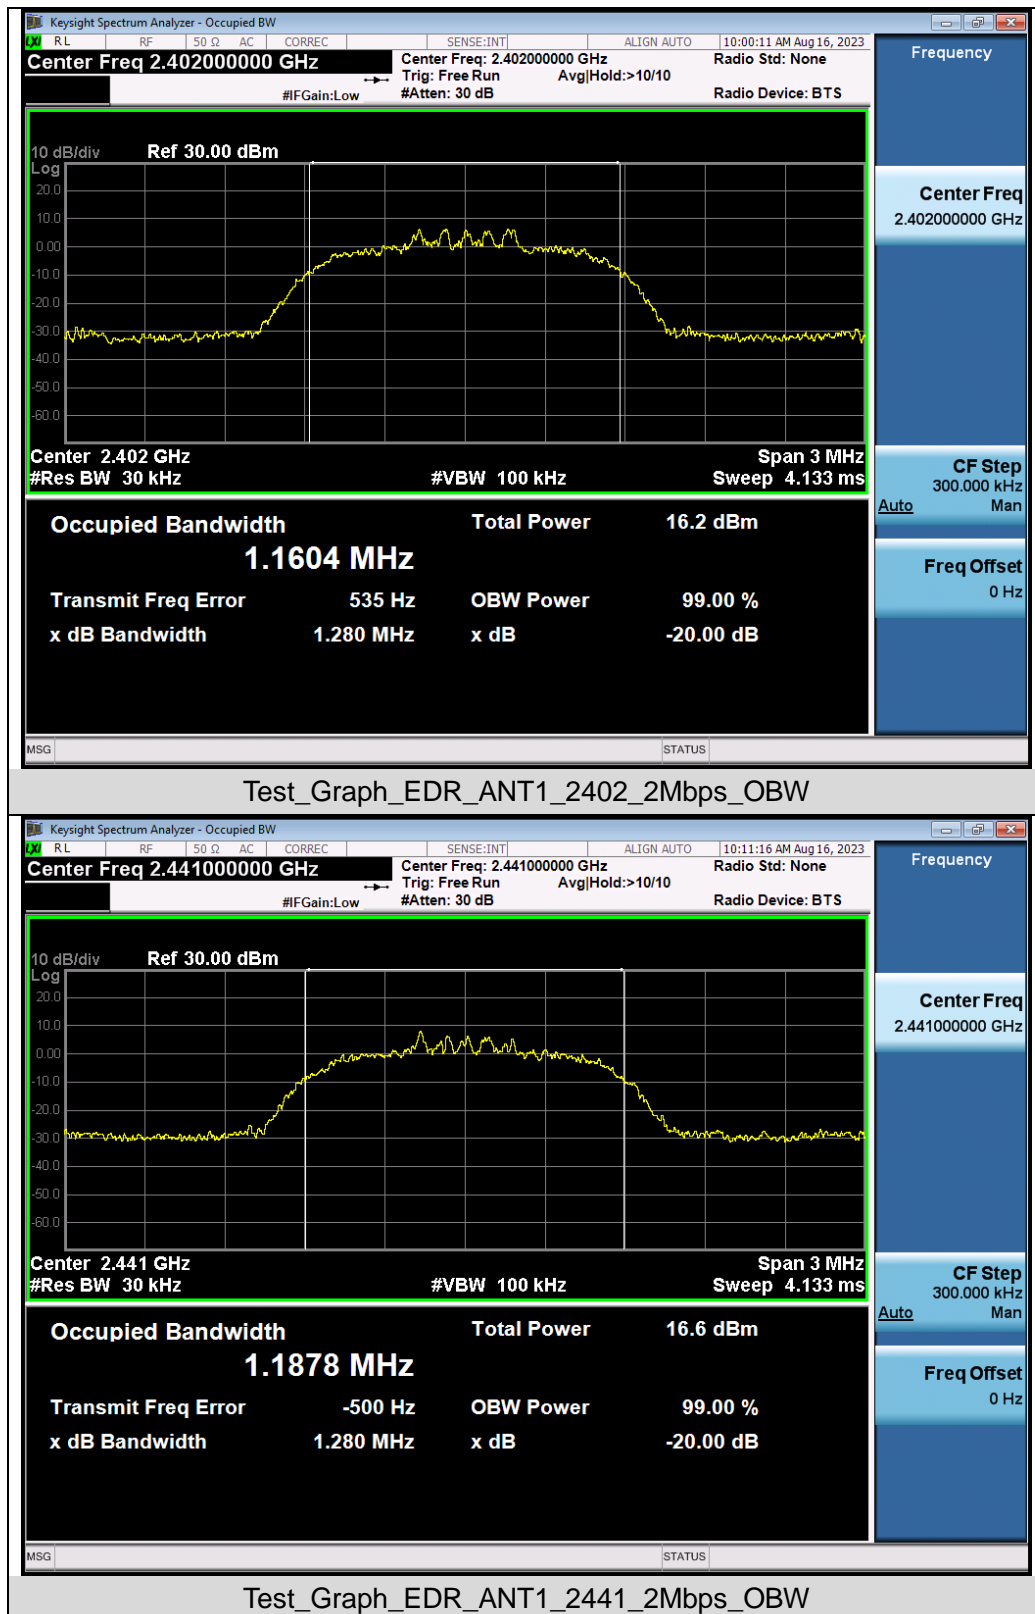 Keysight Spectrum Analyzer - Occupied BW
LXI RL RF 50 Ω AC CORREC SENSE:INT ALIGN AUTO 10:00:11 AM Aug 16, 2023
Center Freq 2.402000000 GHz
Center Freq: 2.402000000 GHz
Radio Std: None
Trig: Free Run Avg|Hold:>10/10
#IFGain:Low
#Atten: 30 dB
Radio Device: BTS
10 dB/div Ref 30.00 dBm
Log
20.0
10.0
0.00
-10.0
-20.0
-30.0
-40.0
-50.0
-60.0
Center 2.402 GHz Span 3 MHz
#Res BW 30 kHz #VBW 100 kHz Sweep 4.133 ms
Occupied Bandwidth Total Power 16.2 dBm
1.1604 MHz
Transmit Freq Error 535 Hz OBW Power 99.00 %
x dB Bandwidth 1.280 MHz x dB -20.00 dB
MSG STATUS
Frequency
Center Freq
2.402000000 GHz
CF Step
300.000 kHz
Auto Man
Freq Offset
0 Hz
Test_Graph_EDR_ANT1_2402_2Mbps_OBW
Keysight Spectrum Analyzer - Occupied BW
LXI RL RF 50 Ω AC CORREC SENSE:INT ALIGN AUTO 10:11:16 AM Aug 16, 2023
Center Freq 2.441000000 GHz
Center Freq: 2.441000000 GHz
Radio Std: None
Trig: Free Run Avg|Hold:>10/10
#IFGain:Low
#Atten: 30 dB
Radio Device: BTS
10 dB/div Ref 30.00 dBm
Log
20.0
10.0
0.00
-10.0
-20.0
-30.0
-40.0
-50.0
-60.0
Center 2.441 GHz Span 3 MHz
#Res BW 30 kHz #VBW 100 kHz Sweep 4.133 ms
Occupied Bandwidth Total Power 16.6 dBm
1.1878 MHz
Transmit Freq Error -500 Hz OBW Power 99.00 %
x dB Bandwidth 1.280 MHz x dB -20.00 dB
MSG STATUS
Frequency
Center Freq
2.441000000 GHz
CF Step
300.000 kHz
Auto Man
Freq Offset
0 Hz
Test_Graph_EDR_ANT1_2441_2Mbps_OBW